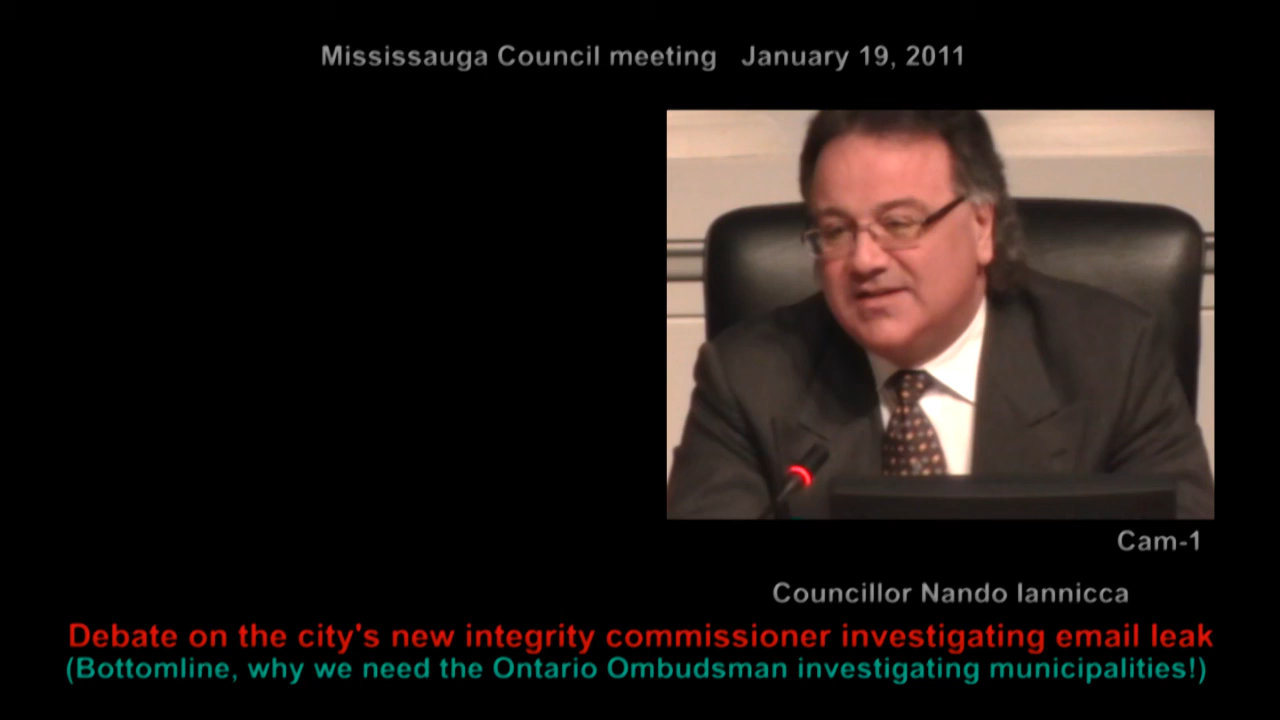 Mississauga Council meeting January 19, 2011
Cam-1
Councillor Nando Iannicca
Debate on the city's new integrity commissioner investigating email leak
(Bottomline, why we need the Ontario Ombudsman investigating municipalities!)